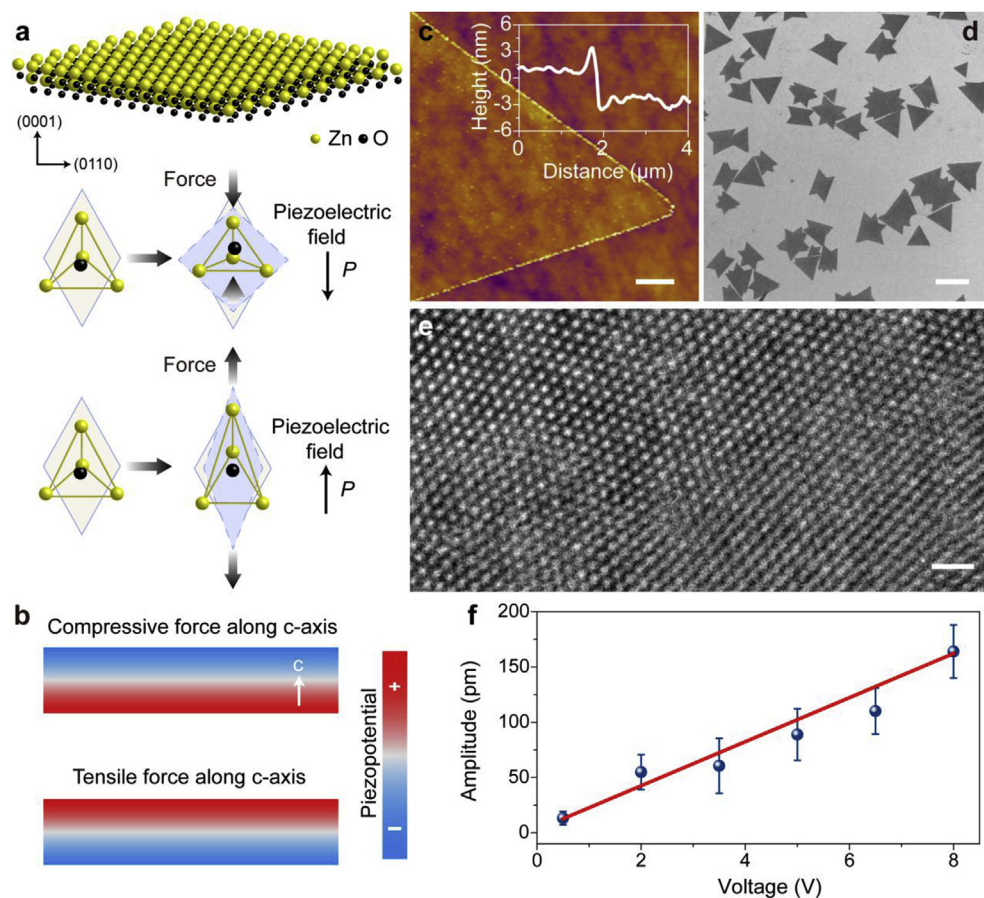 a
(0001)
(0110)
Zn
O
Force
Piezoelectric
field
P
Force
Piezoelectric
field
P
b
Compressive force along c-axis
c
Tensile force along c-axis
+
Piezopotential
−
c
6
3
0
-3
-6
Height (nm)
0
2
4
Distance (μm)
d
e
f
200
150
100
50
0
Amplitude (pm)
0
2
4
6
8
Voltage (V)